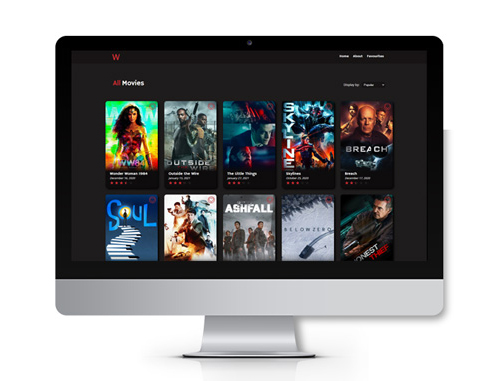 W
Home About Favourites
All Movies
Display by: Popular
WW84
OUTSIDE
WIRE
SKYLINE
BREACH
Wonder Woman 1984
December 16, 2020
Outside the Wire
January 15, 2021
The Little Things
January 27, 2021
Skylines
October 25, 2020
Breach
December 17, 2020
SOUL
ASHFALL
BELOW ZERO
HONEST
THIEF